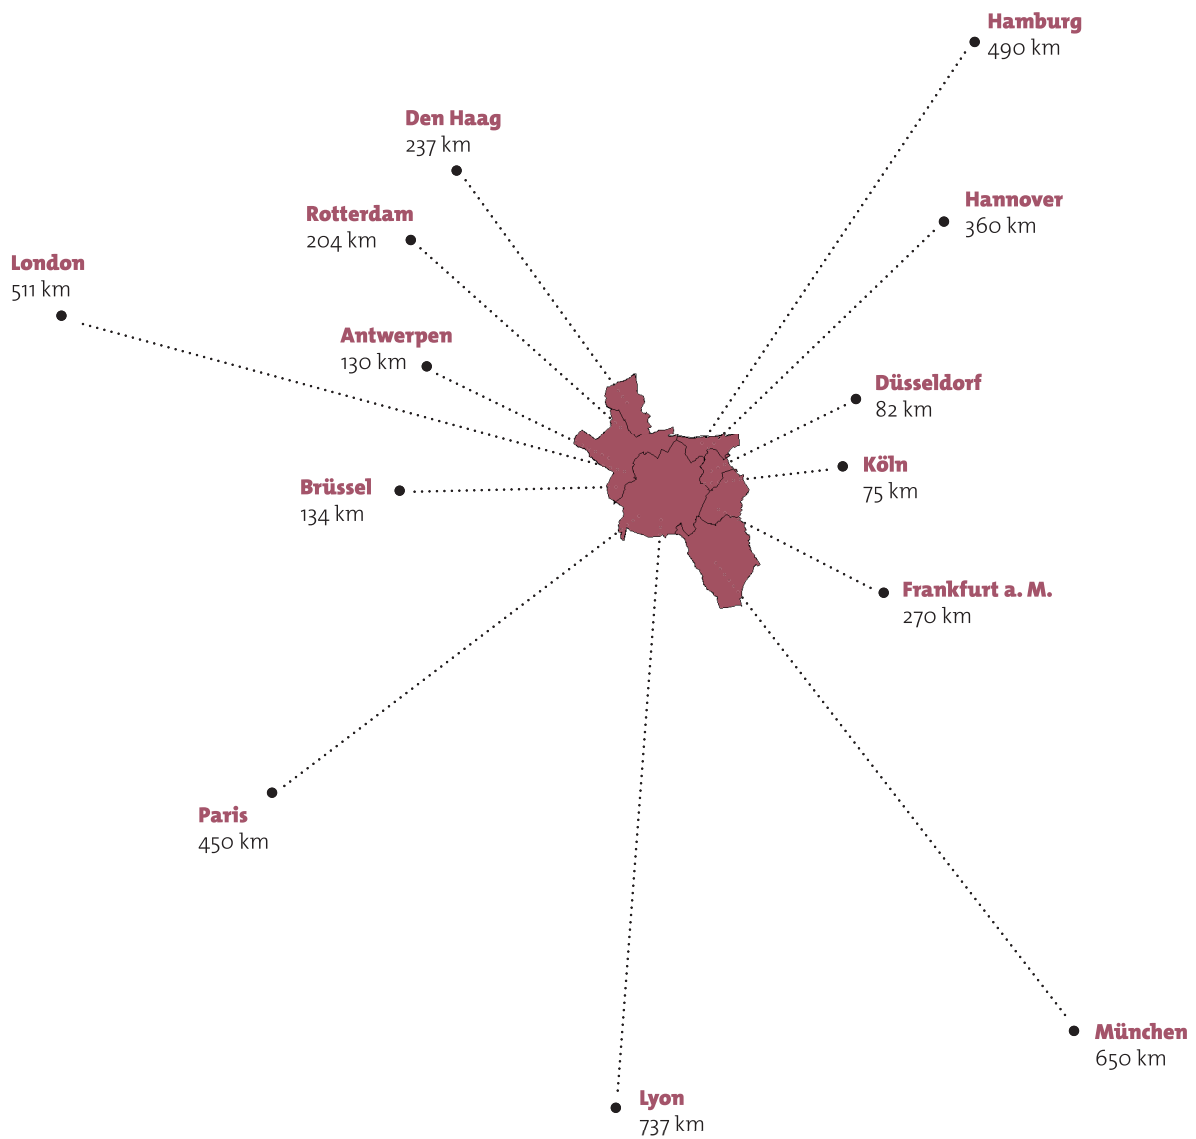 Hamburg
490 km
Den Haag
237 km
Hannover
360 km
Rotterdam
204 km
London
511 km
Antwerpen
130 km
Düsseldorf
82 km
Köln
75 km
Brüssel
134 km
Frankfurt a. M.
270 km
Paris
450 km
München
650 km
Lyon
737 km